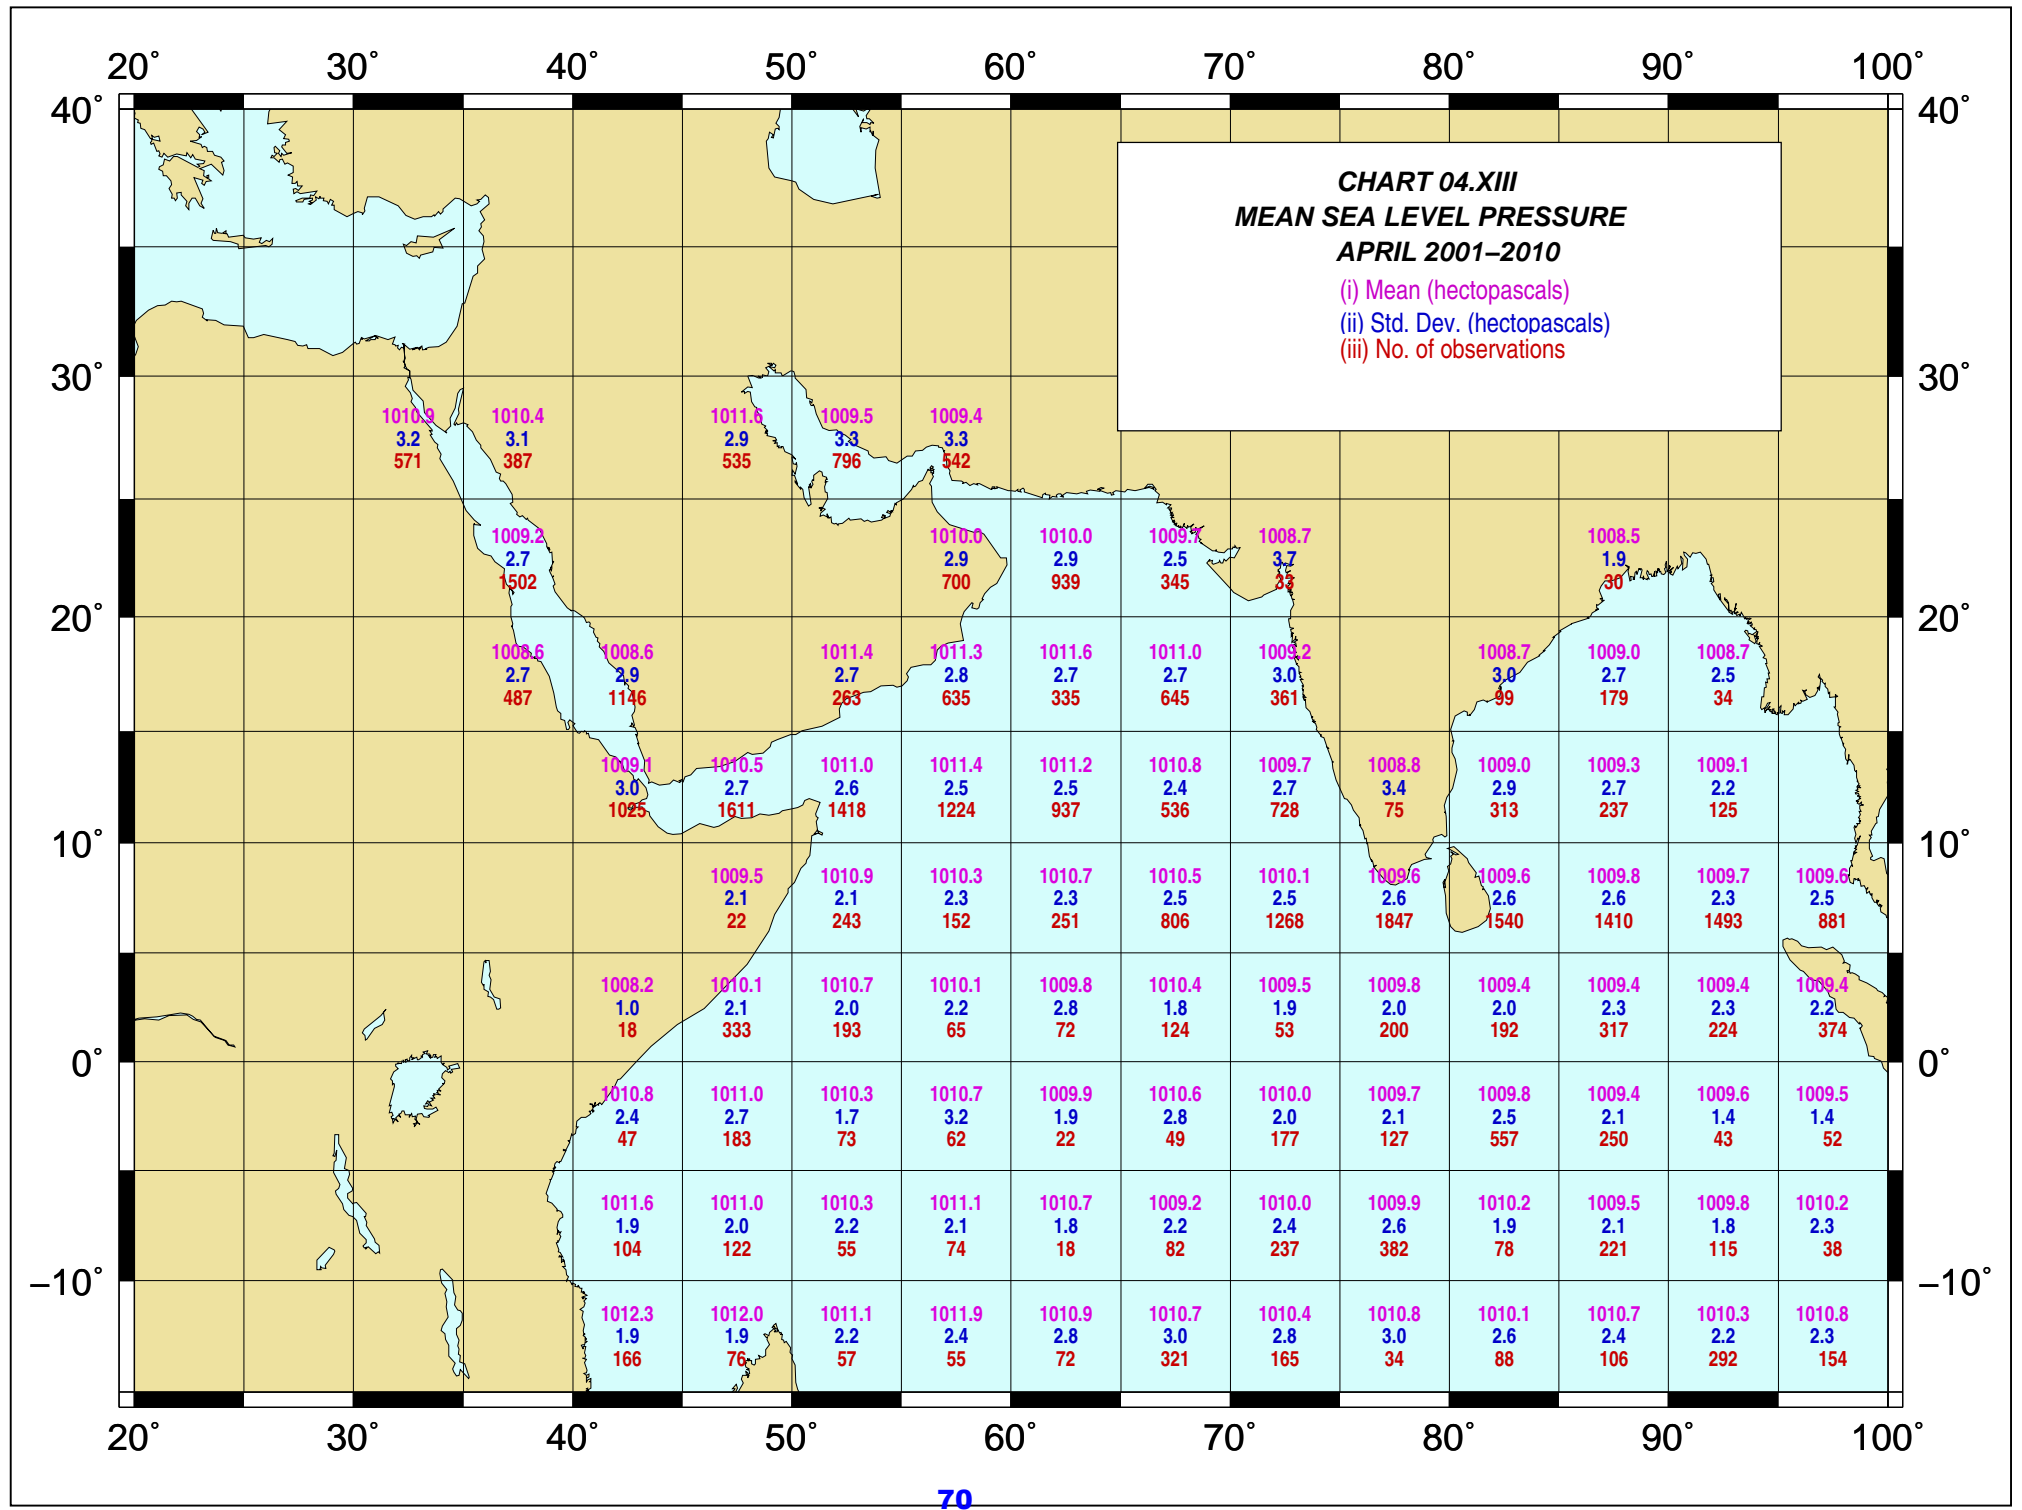 20° 30° 40° 50° 60° 70° 80° 90° 100°
40° 40°
CHART 04.XIII
MEAN SEA LEVEL PRESSURE
APRIL 2001–2010
(i) Mean (hectopascals)
(ii) Std. Dev. (hectopascals)
(iii) No. of observations
30° 30°
1010.9 1010.4 1011.6 1009.5 1009.4
3.2 3.1 2.9 3.3 3.3
571 387 535 796 542
1009.2 1010.0 1010.0 1009.7 1008.7 1008.5
2.7 2.9 2.9 2.5 3.7 1.9
1502 700 939 345 33 30
20° 20°
1008.6 1008.6 1011.4 1011.3 1011.6 1011.0 1009.2 1008.7 1009.0 1008.7
2.7 2.9 2.7 2.8 2.7 2.7 3.0 3.0 2.7 2.5
487 1146 263 635 335 645 361 99 179 34
1009.1 1010.5 1011.0 1011.4 1011.2 1010.8 1009.7 1008.8 1009.0 1009.3 1009.1
3.0 2.7 2.6 2.5 2.5 2.4 2.7 3.4 2.9 2.7 2.2
1025 1611 1418 1224 937 536 728 75 313 237 125
10° 10°
1009.5 1010.9 1010.3 1010.7 1010.5 1010.1 1009.6 1009.6 1009.8 1009.7 1009.6
2.1 2.1 2.3 2.3 2.5 2.5 2.6 2.6 2.6 2.3 2.5
22 243 152 251 806 1268 1847 1540 1410 1493 881
1008.2 1010.1 1010.7 1010.1 1009.8 1010.4 1009.5 1009.8 1009.4 1009.4 1009.4 1009.4
1.0 2.1 2.0 2.2 2.8 1.8 1.9 2.0 2.0 2.3 2.3 2.2
18 333 193 65 72 124 53 200 192 317 224 374
0° 0°
1010.8 1011.0 1010.3 1010.7 1009.9 1010.6 1010.0 1009.7 1009.8 1009.4 1009.6 1009.5
2.4 2.7 1.7 3.2 1.9 2.8 2.0 2.1 2.5 2.1 1.4 1.4
47 183 73 62 22 49 177 127 557 250 43 52
1011.6 1011.0 1010.3 1011.1 1010.7 1009.2 1010.0 1009.9 1010.2 1009.5 1009.8 1010.2
1.9 2.0 2.2 2.1 1.8 2.2 2.4 2.6 1.9 2.1 1.8 2.3
104 122 55 74 18 82 237 382 78 221 115 38
–10° –10°
1012.3 1012.0 1011.1 1011.9 1010.9 1010.7 1010.4 1010.8 1010.1 1010.7 1010.3 1010.8
1.9 1.9 2.2 2.4 2.8 3.0 2.8 3.0 2.6 2.4 2.2 2.3
166 76 57 55 72 321 165 34 88 106 292 154
20° 30° 40° 50° 60° 70° 80° 90° 100°
70